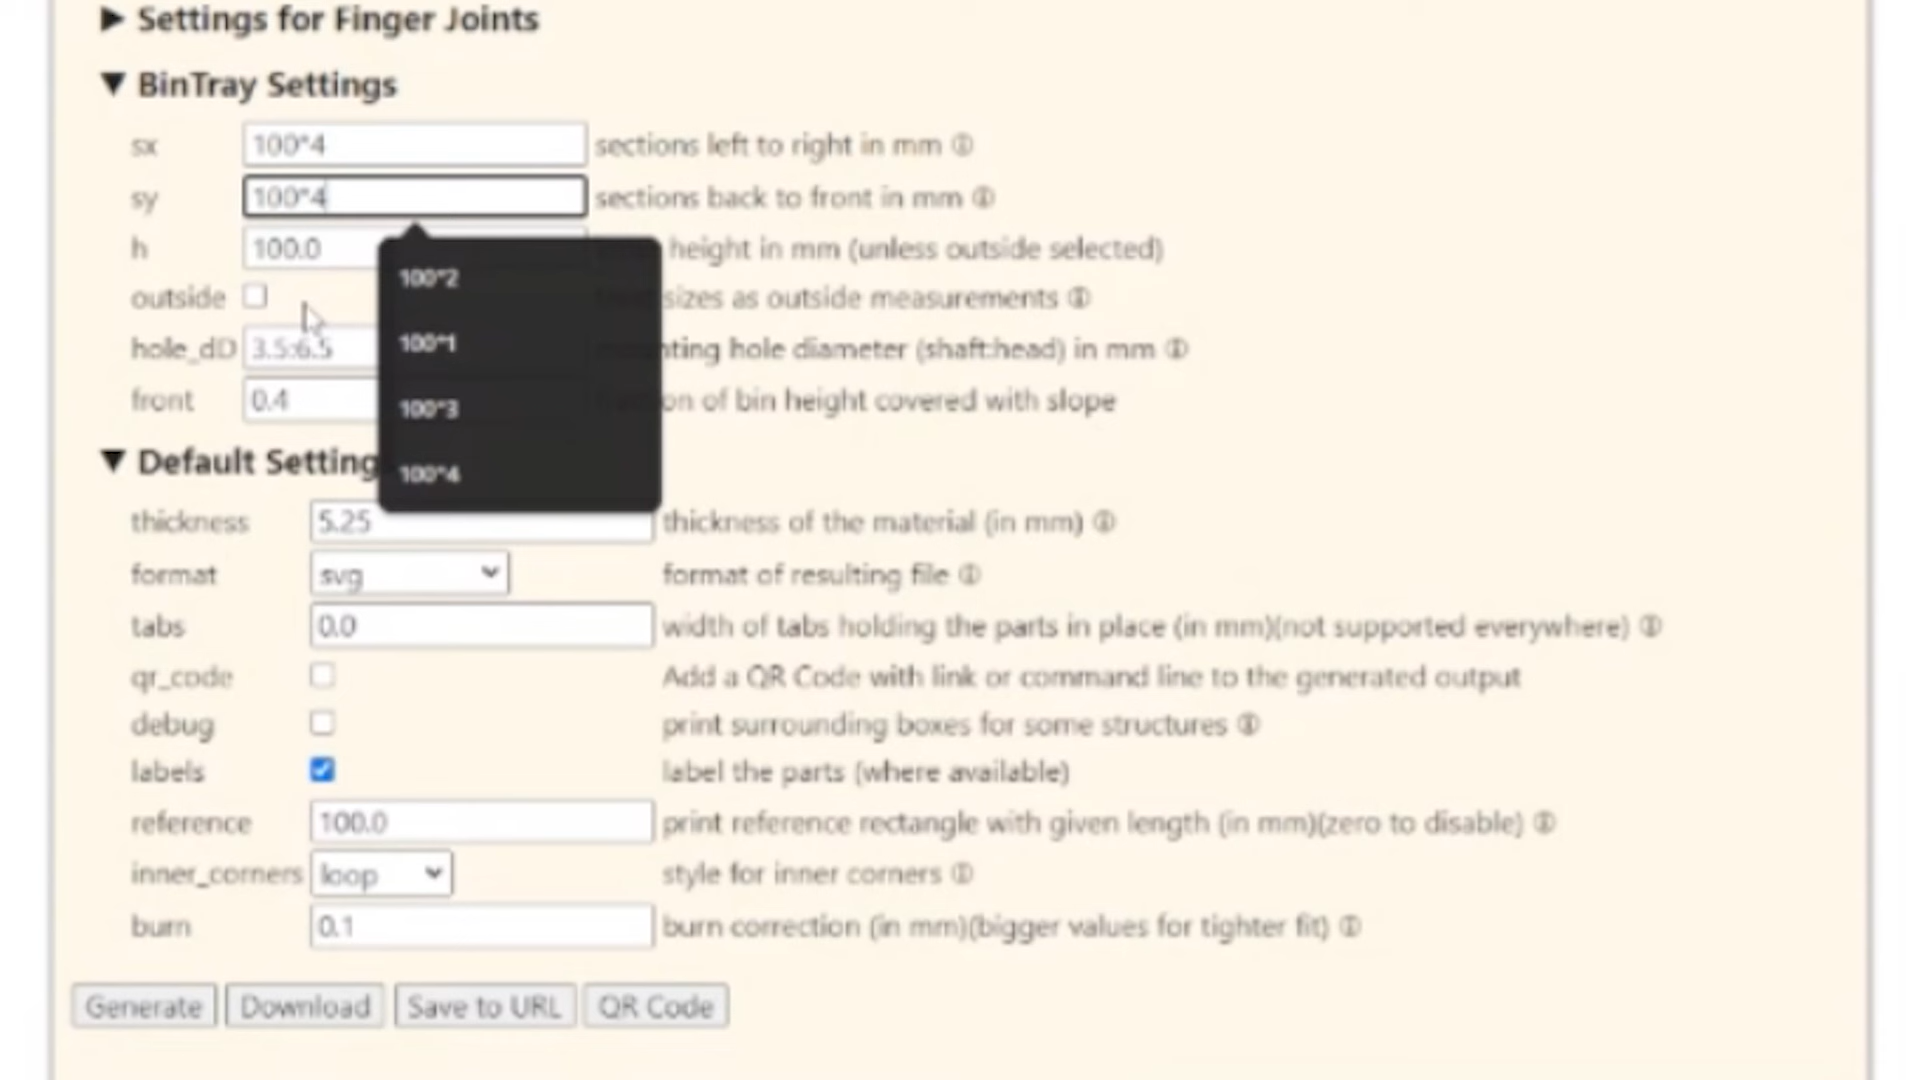 ▶ Settings for Finger Joints
▼ BinTray Settings
sx 100*4 sections left to right in mm ⓘ
sy 100*4 sections back to front in mm ⓘ
h 100.0 height in mm (unless outside selected)
outside sizes as outside measurements ⓘ
hole_dD 3.5:6.5 nting hole diameter (shaft:head) in mm ⓘ
front 0.4 on of bin height covered with slope
100*2
100*1
100*3
100*4
▼ Default Setting
thickness 5.25 thickness of the material (in mm) ⓘ
format svg format of resulting file ⓘ
tabs 0.0 width of tabs holding the parts in place (in mm)(not supported everywhere) ⓘ
qr_code Add a QR Code with link or command line to the generated output
debug print surrounding boxes for some structures ⓘ
labels label the parts (where available)
reference 100.0 print reference rectangle with given length (in mm)(zero to disable) ⓘ
inner_corners loop style for inner corners ⓘ
burn 0.1 burn correction (in mm)(bigger values for tighter fit) ⓘ
Generate Download Save to URL QR Code